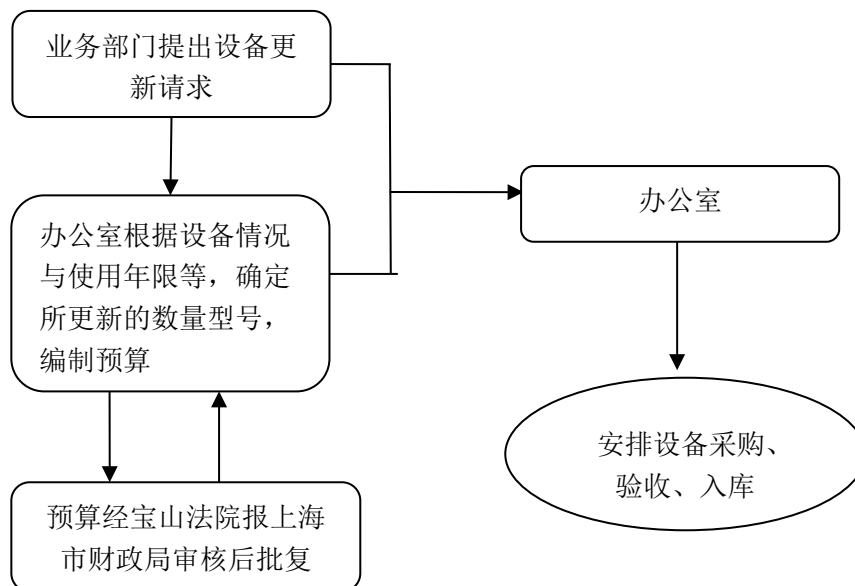 业务部门提出设备更
新请求
办公室根据设备情况
与使用年限等，确定
所更新的数量型号，
编制预算
预算经宝山法院报上海
市财政局审核后批复
办公室
安排设备采购、
验收、入库